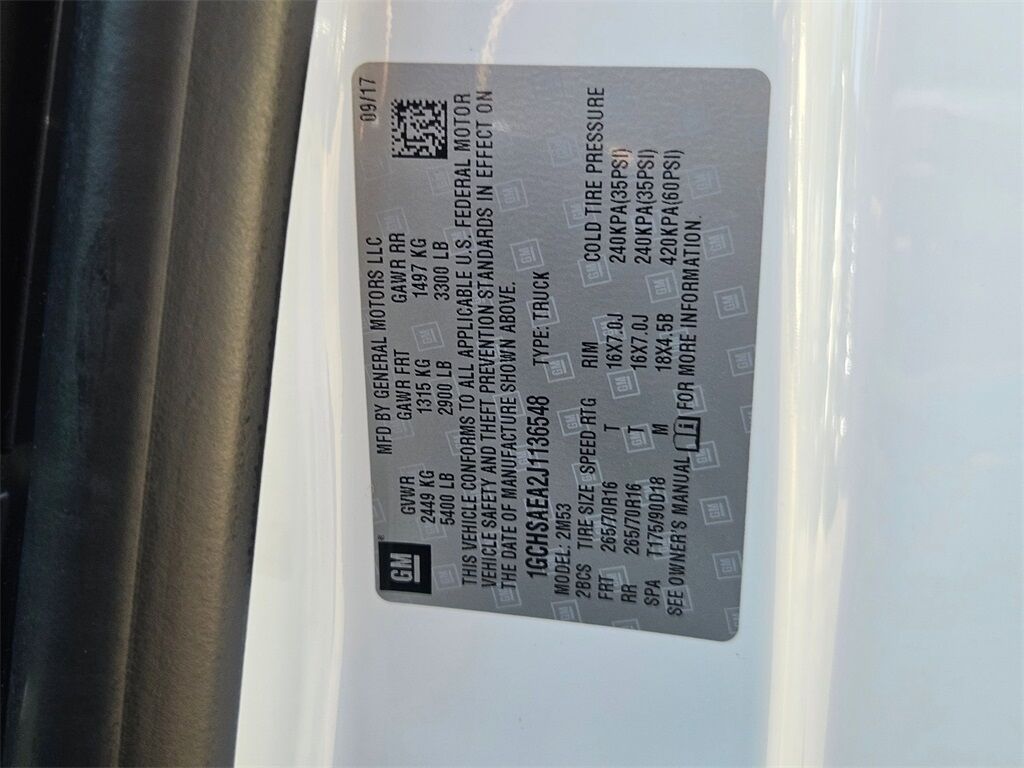 09/17
MFD BY GENERAL MOTORS LLC
GVWR GAWR FRT GAWR RR
2449 KG 1315 KG 1497 KG
5400 LB 2900 LB 3300 LB
GM
THIS VEHICLE CONFORMS TO ALL APPLICABLE U.S. FEDERAL MOTOR
VEHICLE SAFETY AND THEFT PREVENTION STANDARDS IN EFFECT ON
THE DATE OF MANUFACTURE SHOWN ABOVE.
1GCHSAEA2J1136548 TYPE: TRUCK
MODEL: 2M53
2BCS TIRE SIZE SPEED RTG RIM COLD TIRE PRESSURE
FRT 265/70R16 T 16X7.0J 240KPA(35PSI)
RR 265/70R16 T 16X7.0J 240KPA(35PSI)
SPA T175/90D18 M 18X4.5B 420KPA(60PSI)
SEE OWNER'S MANUAL FOR MORE INFORMATION.